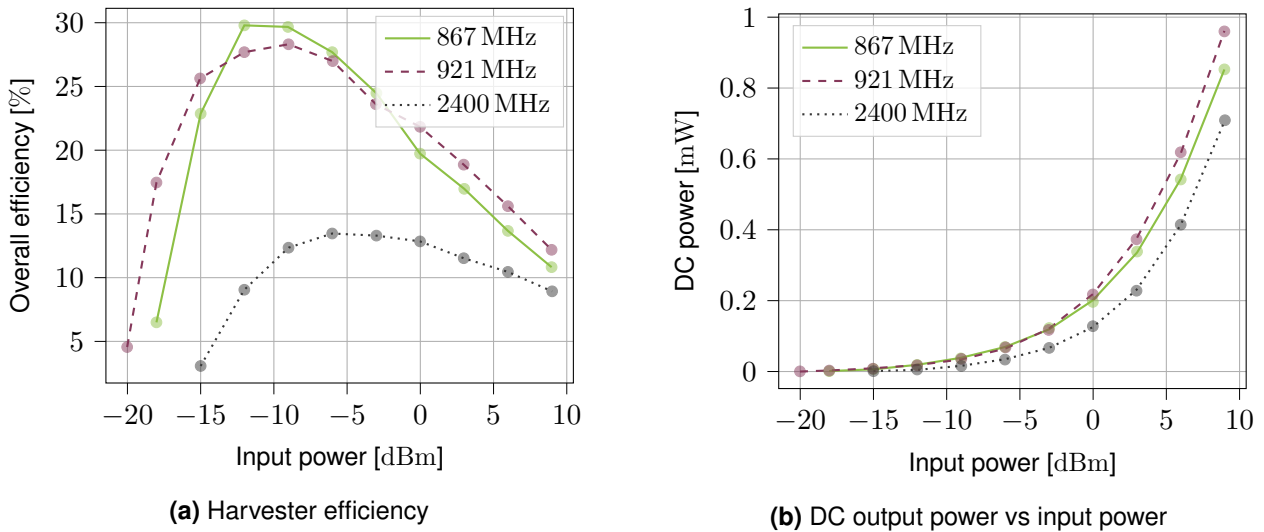 Overall efficiency [%]
30
25
20
15
10
5
867 MHz
921 MHz
2400 MHz
−20 −15 −10 −5 0 5 10
Input power [dBm]
(a) Harvester efficiency
DC power [mW]
1
0.8
0.6
0.4
0.2
0
867 MHz
921 MHz
2400 MHz
−20 −15 −10 −5 0 5 10
Input power [dBm]
(b) DC output power vs input power